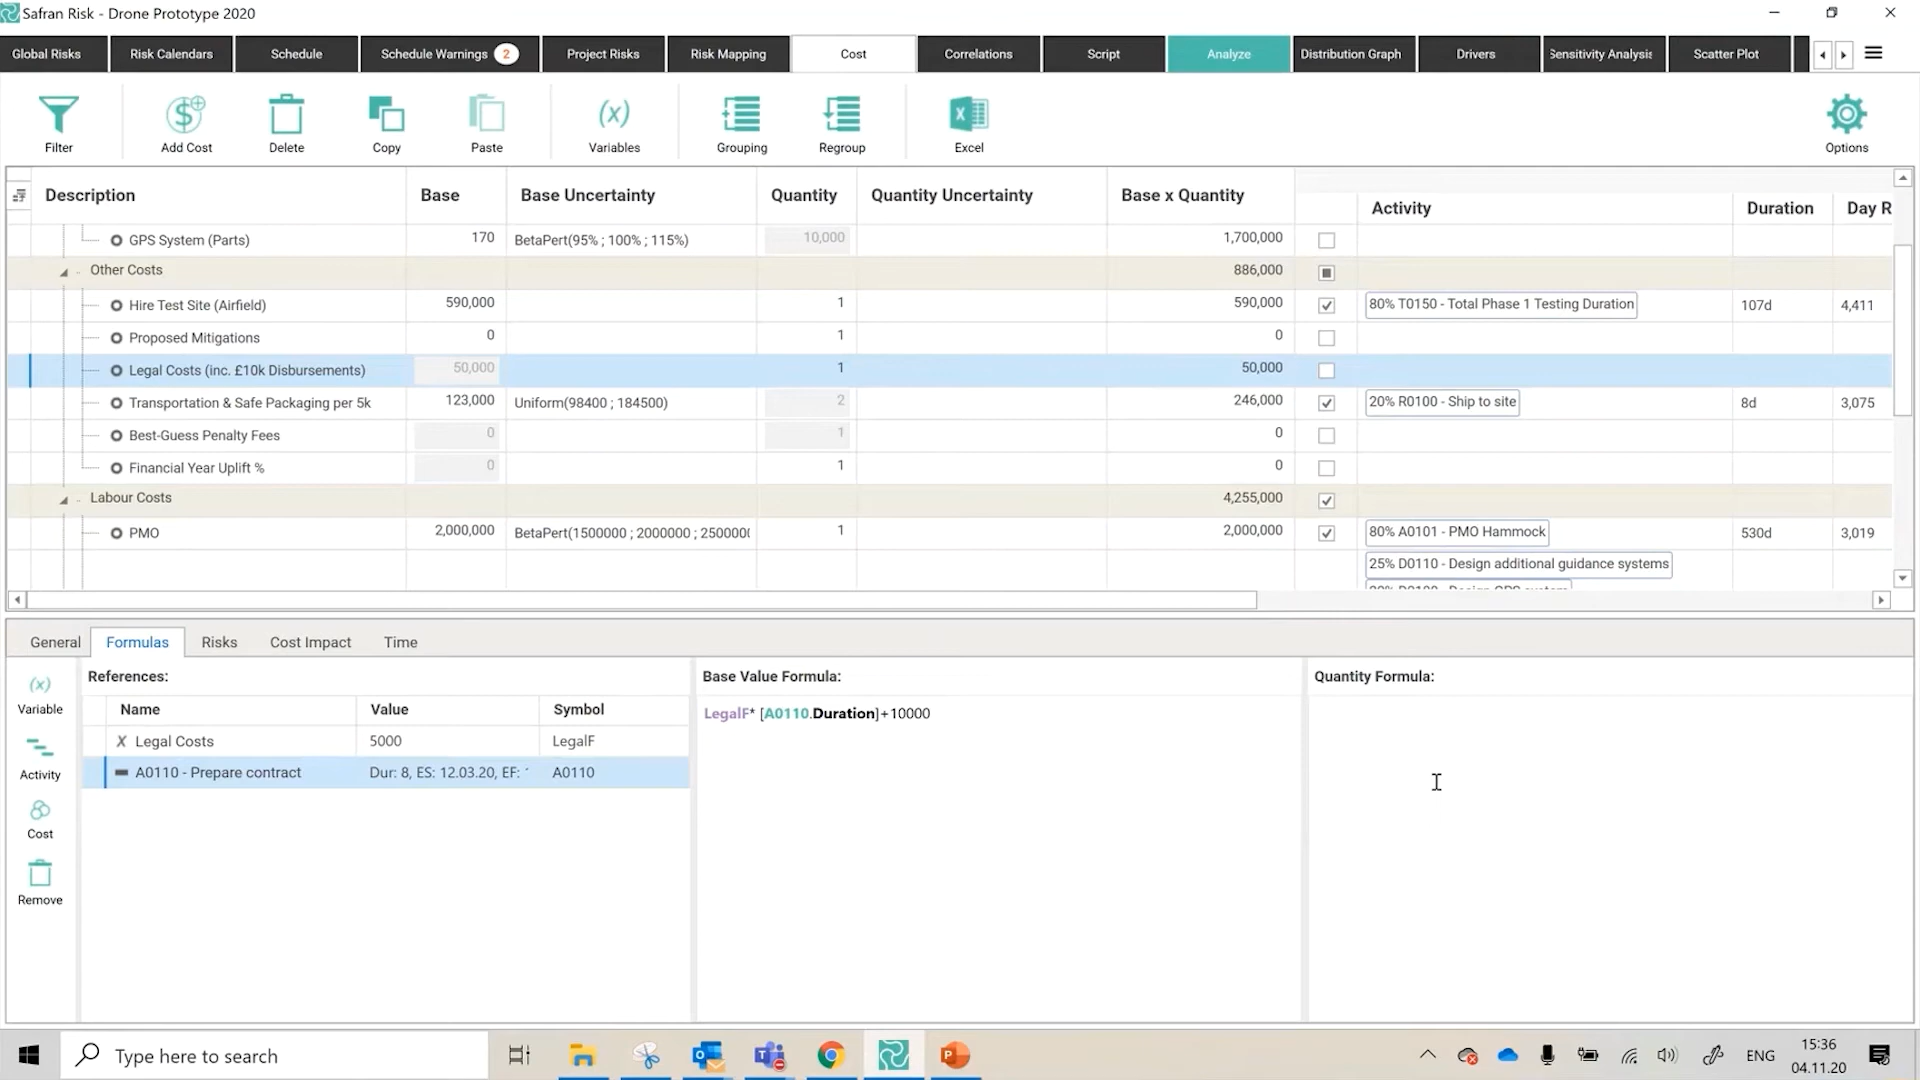 Safran Risk - Drone Prototype 2020
Global Risks Risk Calendars Schedule Schedule Warnings 2 Project Risks Risk Mapping Cost Correlations Script Analyze Distribution Graph Drivers Sensitivity Analysis Scatter Plot
Filter Add Cost Delete Copy Paste Variables Grouping Regroup Excel Options
Description Base Base Uncertainty Quantity Quantity Uncertainty Base x Quantity Activity Duration Day R
GPS System (Parts) 170 BetaPert(95% ; 100% ; 115%) 10,000 1,700,000
Other Costs 886,000
Hire Test Site (Airfield) 590,000 1 590,000 80% T0150 - Total Phase 1 Testing Duration 107d 4,411
Proposed Mitigations 0 1 0
Legal Costs (inc. £10k Disbursements) 50,000 1 50,000
Transportation & Safe Packaging per 5k 123,000 Uniform(98400 ; 184500) 2 246,000 20% R0100 - Ship to site 8d 3,075
Best-Guess Penalty Fees 0 1 0
Financial Year Uplift % 0 1 0
Labour Costs 4,255,000
PMO 2,000,000 BetaPert(1500000 ; 2000000 ; 2500000 1 2,000,000 80% A0101 - PMO Hammock 530d 3,019
25% D0110 - Design additional guidance systems
General Formulas Risks Cost Impact Time
References: Base Value Formula: Quantity Formula:
Variable Name Value Symbol LegalF* [A0110.Duration]+10000
Legal Costs 5000 LegalF
Activity A0110 - Prepare contract Dur: 8, ES: 12.03.20, EF: A0110
Cost
Remove
Type here to search ENG 15:36
04.11.20